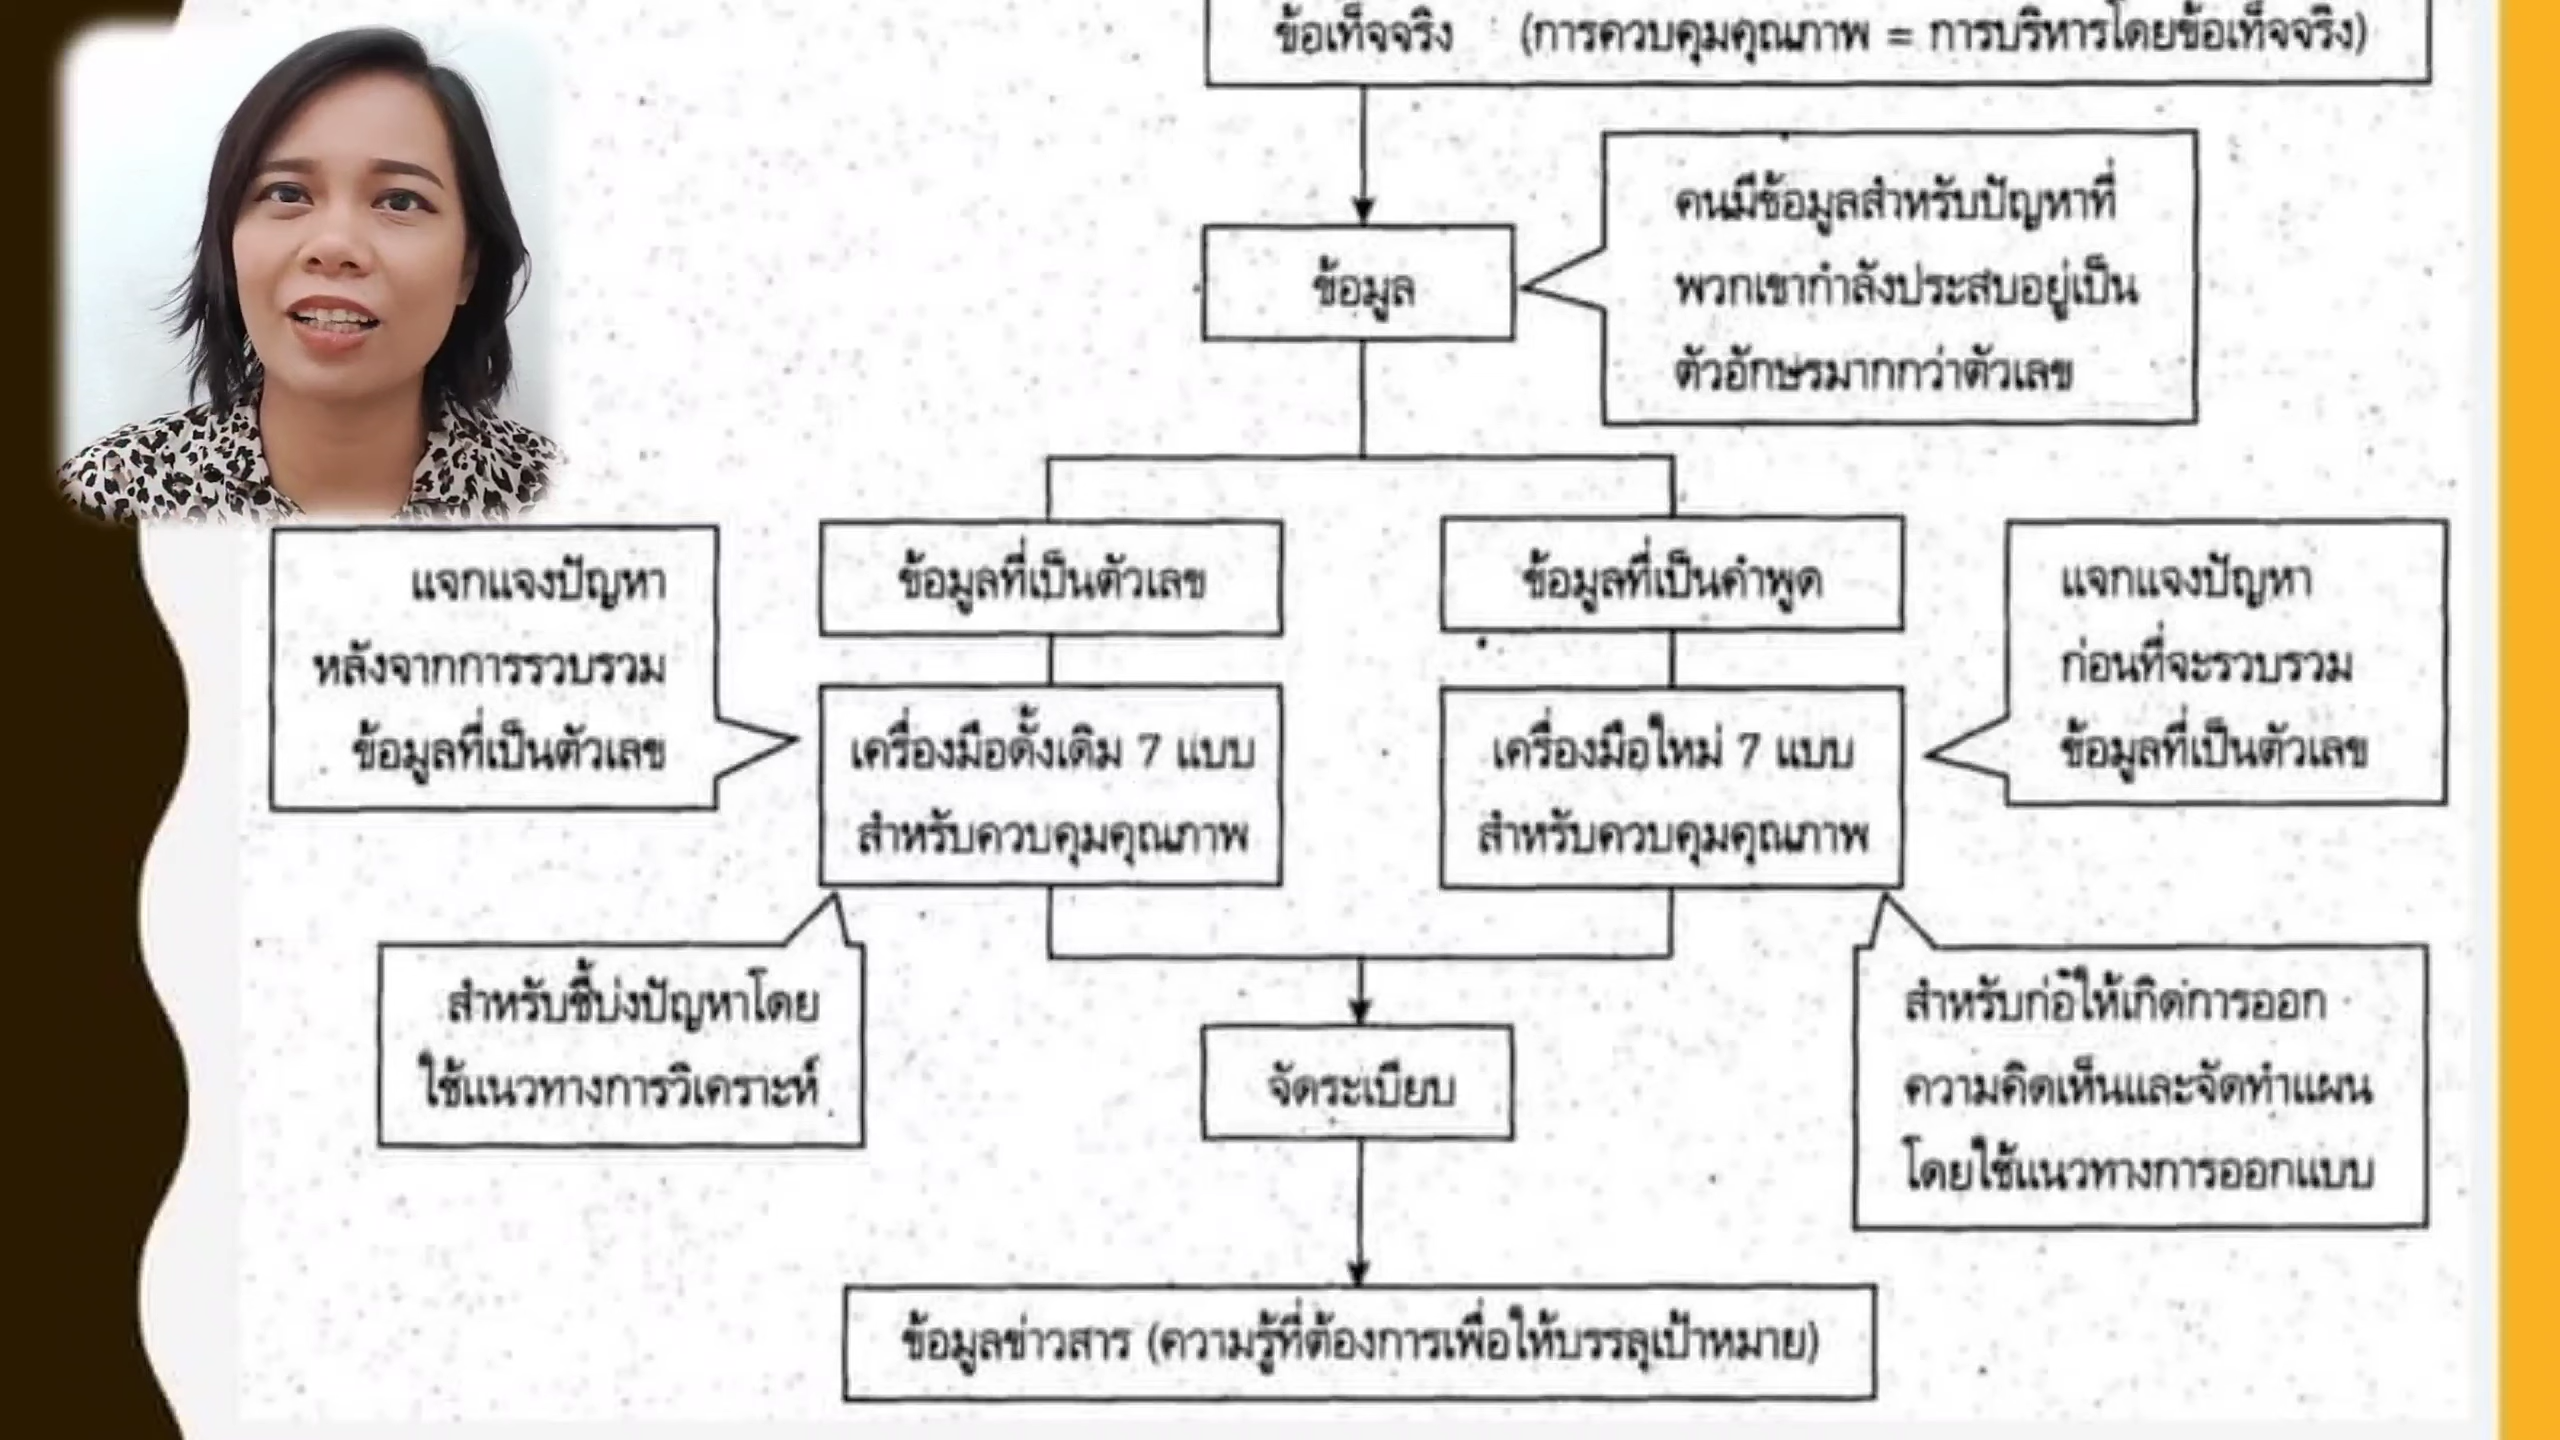 ข้อเท็จจริง (การควบคุมคุณภาพ = การบริหารโดยข้อเท็จจริง)
ข้อมูล
คนมีข้อมูลสำหรับปัญหาที่
พวกเขากำลังประสบอยู่เป็น
ตัวอักษรมากกว่าตัวเลข
แจกแจงปัญหา
หลังจากการรวบรวม
ข้อมูลที่เป็นตัวเลข
ข้อมูลที่เป็นตัวเลข
ข้อมูลที่เป็นคำพูด
แจกแจงปัญหา
ก่อนที่จะรวบรวม
ข้อมูลที่เป็นตัวเลข
เครื่องมือดั้งเดิม 7 แบบ
สำหรับควบคุมคุณภาพ
เครื่องมือใหม่ 7 แบบ
สำหรับควบคุมคุณภาพ
สำหรับชี้บ่งปัญหาโดย
ใช้แนวทางการวิเคราะห์
จัดระเบียบ
สำหรับก่อให้เกิดการออก
ความคิดเห็นและจัดทำแผน
โดยใช้แนวทางการออกแบบ
ข้อมูลข่าวสาร (ความรู้ที่ต้องการเพื่อให้บรรลุเป้าหมาย)